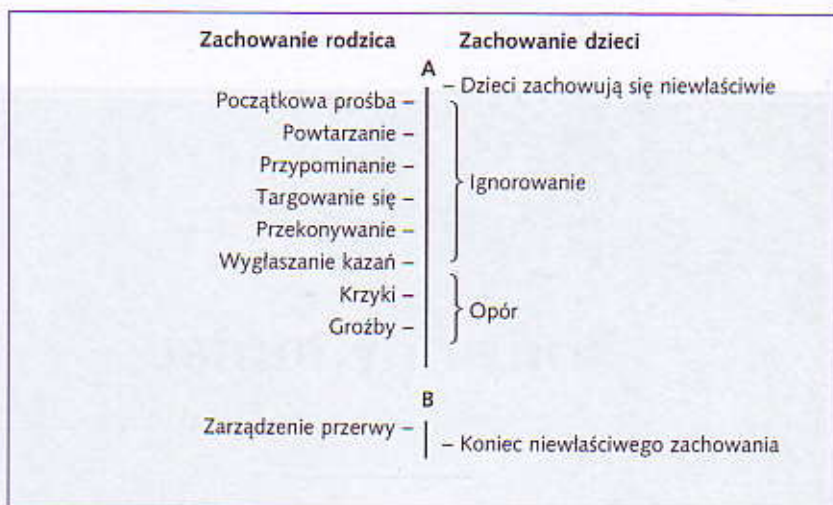 Zachowanie rodzica Zachowanie dzieci
A
– Dzieci zachowują się niewłaściwie
Początkowa prośba –
Powtarzanie –
Przypominanie –
Targowanie się –
Ignorowanie
Przekonywanie –
Wygłaszanie kazań –
Krzyki –
Opór
Groźby –
B
Zarządzenie przerwy –
– Koniec niewłaściwego zachowania